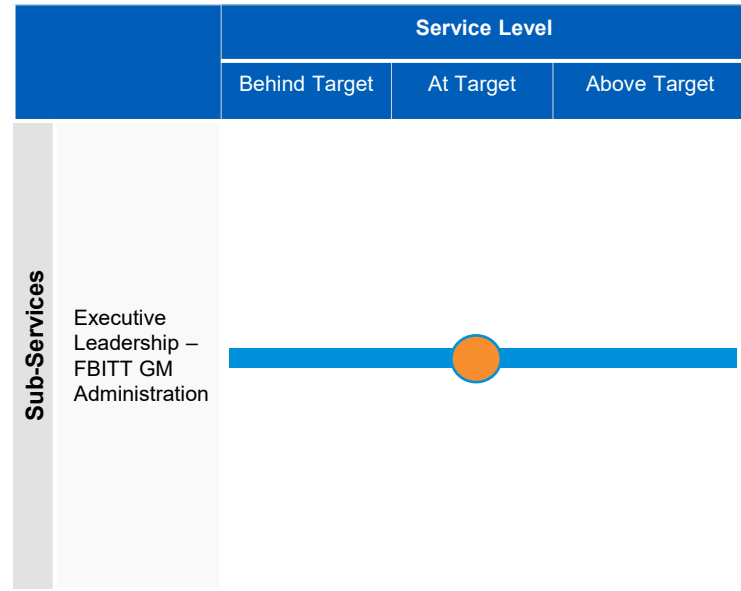 Service Level
Behind Target
At Target
Above Target
Sub-Services
Executive
Leadership –
FBITT GM
Administration